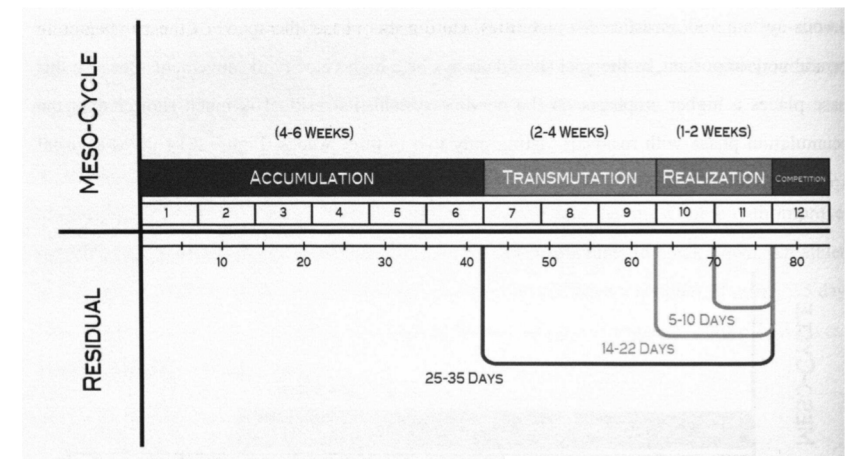 MESO-CYCLE
(4-6 WEEKS) (2-4 WEEKS) (1-2 WEEKS)
ACCUMULATION TRANSMUTATION REALIZATION COMPETITION
1 2 3 4 5 6 7 8 9 10 11 12
10 20 30 40 50 60 70 80
RESIDUAL
5-10 DAYS
14-22 DAYS
25-35 DAYS